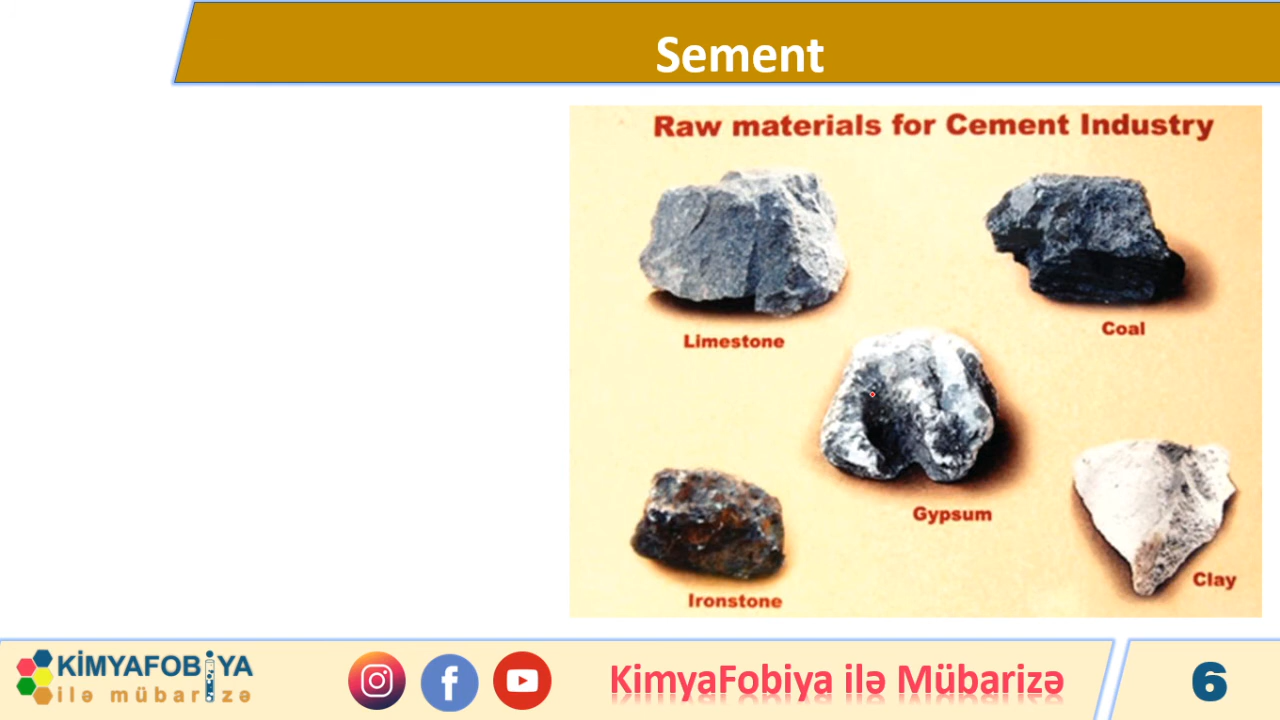 Sement
Raw materials for Cement Industry
Limestone
Coal
Gypsum
Ironstone
Clay
KİMYAFOBİYA
ilə mübarizə
KimyaFobiya ilə Mübarizə
6